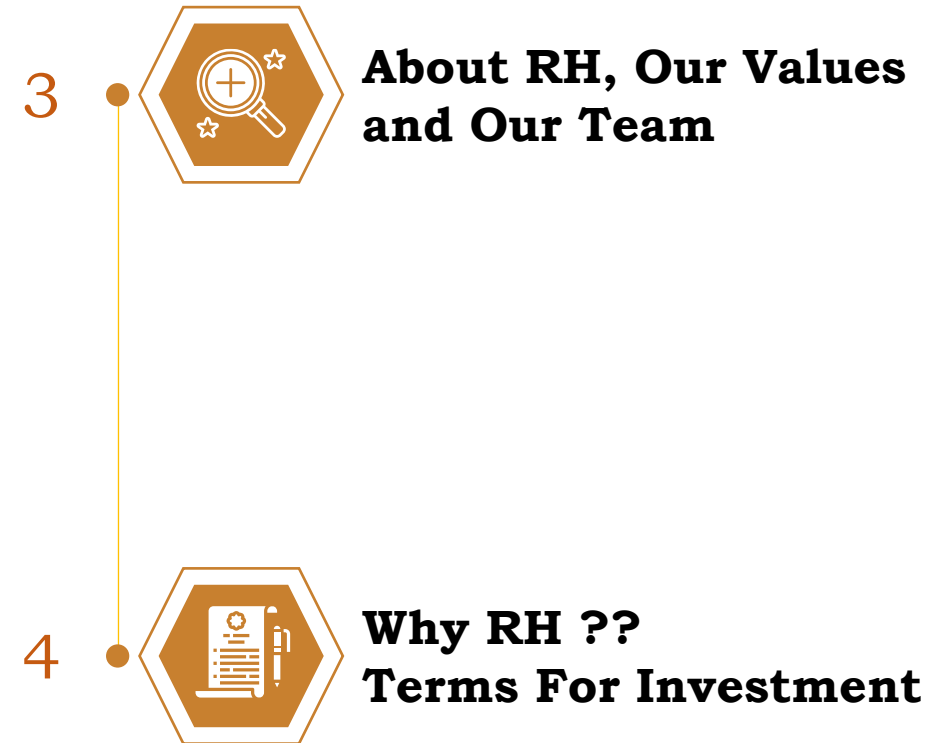 3
About RH, Our Values
and Our Team
4
Why RH ??
Terms For Investment